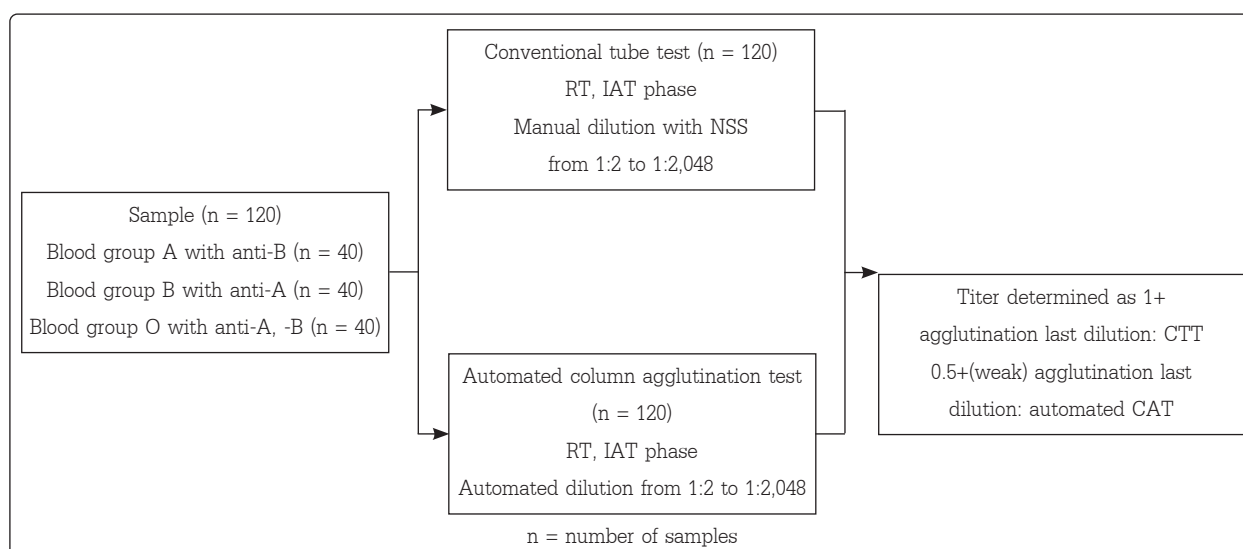 Conventional tube test (n = 120)
RT, IAT phase
Manual dilution with NSS
from 1:2 to 1:2,048
Sample (n = 120)
Blood group A with anti-B (n = 40)
Blood group B with anti-A (n = 40)
Blood group O with anti-A, -B (n = 40)
Automated column agglutination test
(n = 120)
RT, IAT phase
Automated dilution from 1:2 to 1:2,048
Titer determined as 1+
agglutination last dilution: CTT
0.5+(weak) agglutination last
dilution: automated CAT
n = number of samples